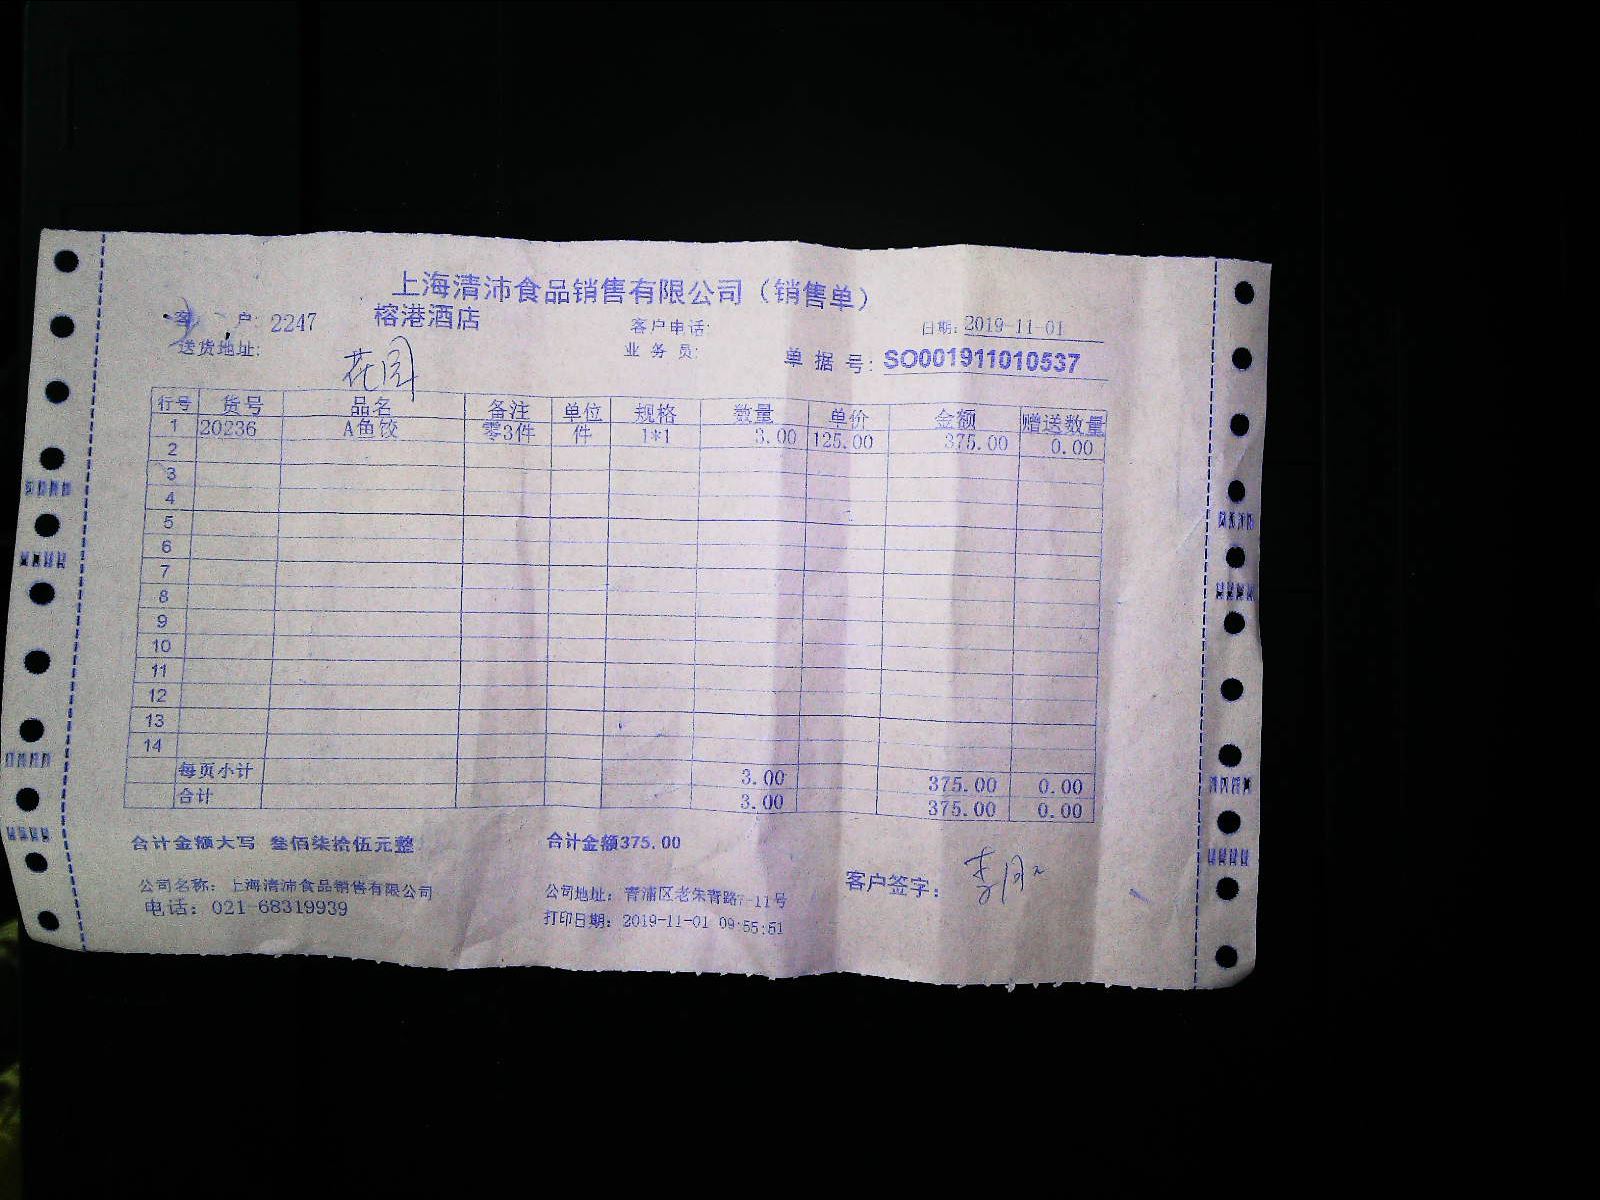 上海清沛食品销售有限公司（销售单）
客 户: 2247 榕港酒店 客户电话: 日期: 2019-11-01
送货地址: 花园 业 务 员: 单 据 号: SO001911010537
行号 货号 品名 备注 单位 规格 数量 单价 金额 赠送数量
1 20236 A鱼饺 零3件 件 1*1 3.00 125.00 375.00 0.00
2
3
4
5
6
7
8
9
10
11
12
13
14
每页小计 3.00 375.00 0.00
合计 3.00 375.00 0.00
合计金额大写 叁佰柒拾伍元整 合计金额375.00
公司名称: 上海清沛食品销售有限公司 公司地址: 青浦区老朱青路7-11号 客户签字:
电话: 021-68319939 打印日期: 2019-11-01 09:55:51